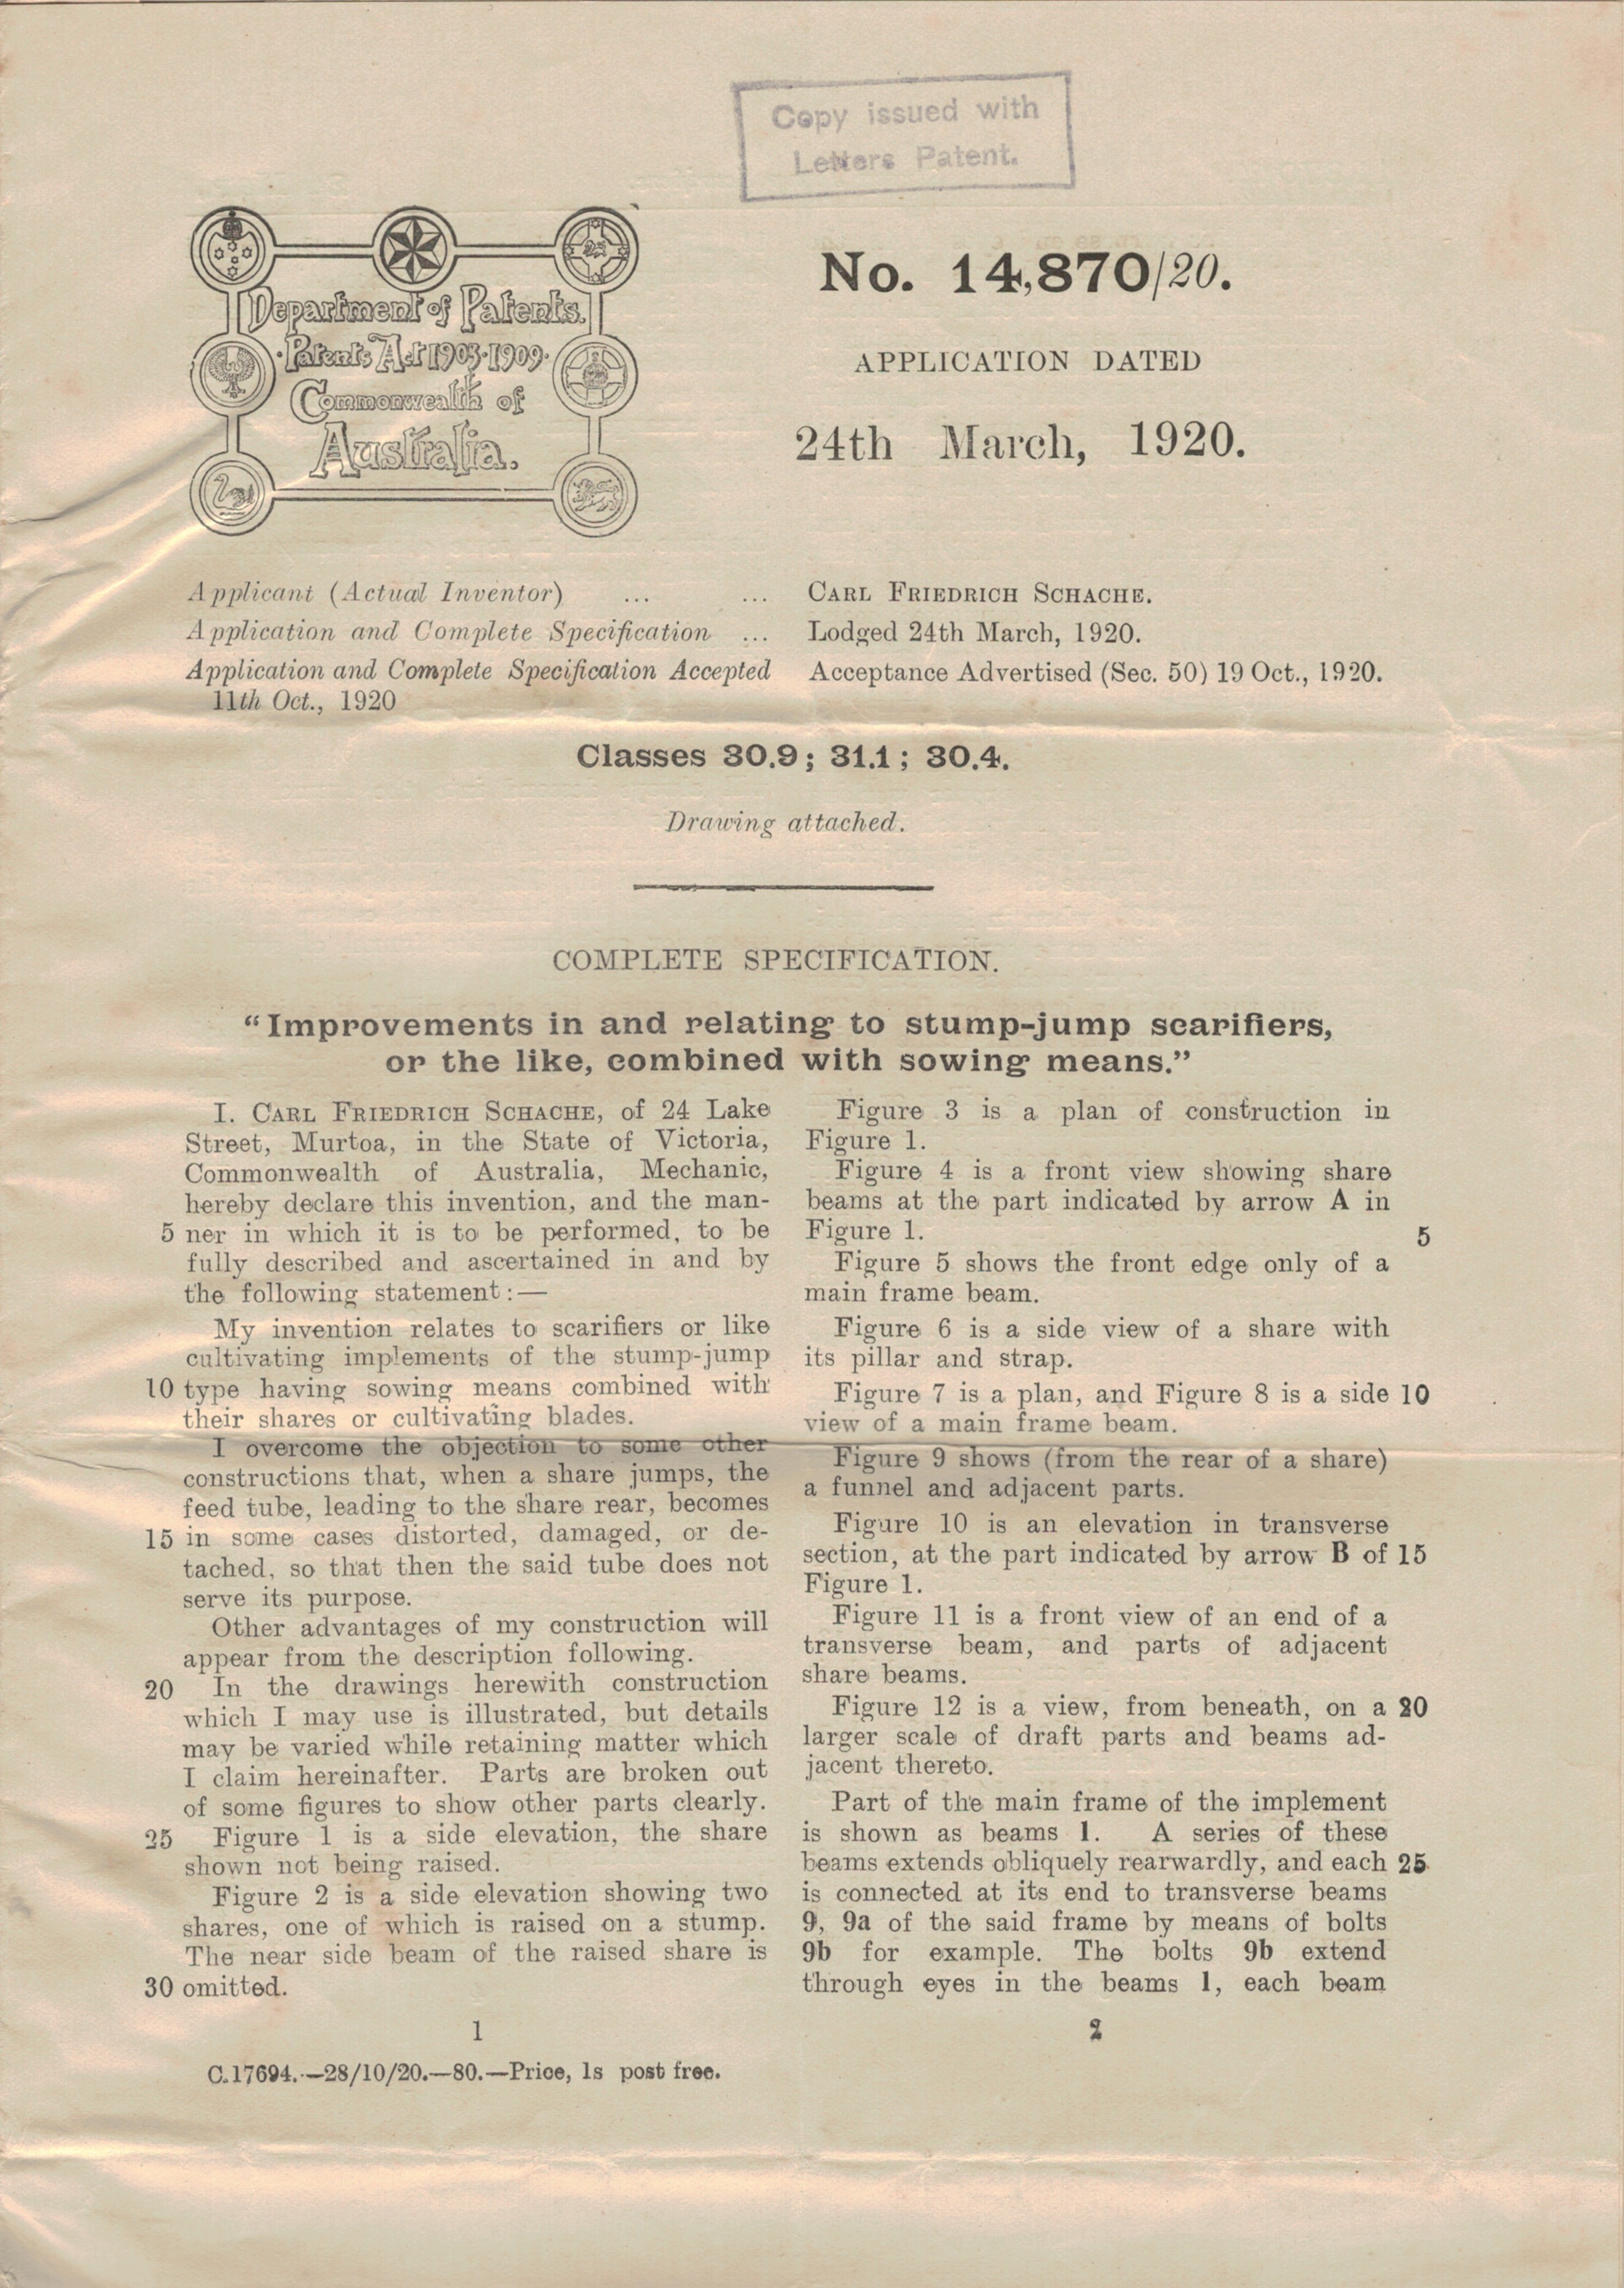 Copy issued with
Letters Patent.
Department of Patents.
Patents Act 1903-1909.
Commonwealth of
Australia.
No. 14,870/20.
APPLICATION DATED
24th March, 1920.
Applicant (Actual Inventor) ... ... CARL FRIEDRICH SCHACHE.
Application and Complete Specification ... Lodged 24th March, 1920.
Application and Complete Specification Accepted Acceptance Advertised (Sec. 50) 19 Oct., 1920.
11th Oct., 1920
Classes 30.9; 31.1; 30.4.
Drawing attached.
COMPLETE SPECIFICATION.
“Improvements in and relating to stump-jump scarifiers,
or the like, combined with sowing means.”
I. CARL FRIEDRICH SCHACHE, of 24 Lake
Street, Murtoa, in the State of Victoria,
Commonwealth of Australia, Mechanic,
hereby declare this invention, and the man-
5 ner in which it is to be performed, to be
fully described and ascertained in and by
the following statement:—
My invention relates to scarifiers or like
cultivating implements of the stump-jump
10 type having sowing means combined with
their shares or cultivating blades.
I overcome the objection to some other
constructions that, when a share jumps, the
feed tube, leading to the share rear, becomes
15 in some cases distorted, damaged, or de-
tached, so that then the said tube does not
serve its purpose.
Other advantages of my construction will
appear from the description following.
20 In the drawings herewith construction
which I may use is illustrated, but details
may be varied while retaining matter which
I claim hereinafter. Parts are broken out
of some figures to show other parts clearly.
25 Figure 1 is a side elevation, the share
shown not being raised.
Figure 2 is a side elevation showing two
shares, one of which is raised on a stump.
The near side beam of the raised share is
30 omitted.
1
C.17694.—28/10/20.—80.—Price, 1s post free.
Figure 3 is a plan of construction in
Figure 1.
Figure 4 is a front view showing share
beams at the part indicated by arrow A in
Figure 1. 5
Figure 5 shows the front edge only of a
main frame beam.
Figure 6 is a side view of a share with
its pillar and strap.
Figure 7 is a plan, and Figure 8 is a side 10
view of a main frame beam.
Figure 9 shows (from the rear of a share)
a funnel and adjacent parts.
Figure 10 is an elevation in transverse
section, at the part indicated by arrow B of 15
Figure 1.
Figure 11 is a front view of an end of a
transverse beam, and parts of adjacent
share beams.
Figure 12 is a view, from beneath, on a 20
larger scale of draft parts and beams ad-
jacent thereto.
Part of the main frame of the implement
is shown as beams 1. A series of these
beams extends obliquely rearwardly, and each 25
is connected at its end to transverse beams
9, 9a of the said frame by means of bolts
9b for example. The bolts 9b extend
through eyes in the beams 1, each beam
2